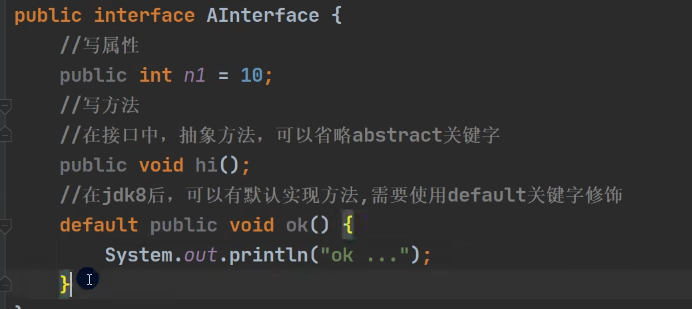 public interface AInterface {
//写属性
public int n1 = 10;
//写方法
//在接口中，抽象方法，可以省略abstract关键字
public void hi();
//在jdk8后，可以有默认实现方法,需要使用default关键字修饰
default public void ok() {
System.out.println("ok ...");
}
}